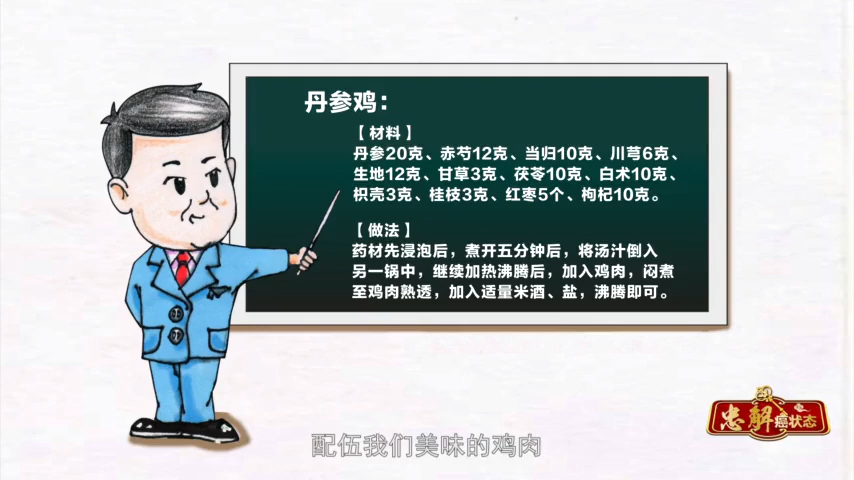 丹参鸡：
【材料】
丹参20克、赤芍12克、当归10克、川芎6克、
生地12克、甘草3克、茯苓10克、白术10克、
枳壳3克、桂枝3克、红枣5个、枸杞10克。
【做法】
药材先浸泡后，煮开五分钟后，将汤汁倒入
另一锅中，继续加热沸腾后，加入鸡肉，闷煮
至鸡肉熟透，加入适量米酒、盐，沸腾即可。
忠解癌状态
配伍我们美味的鸡肉